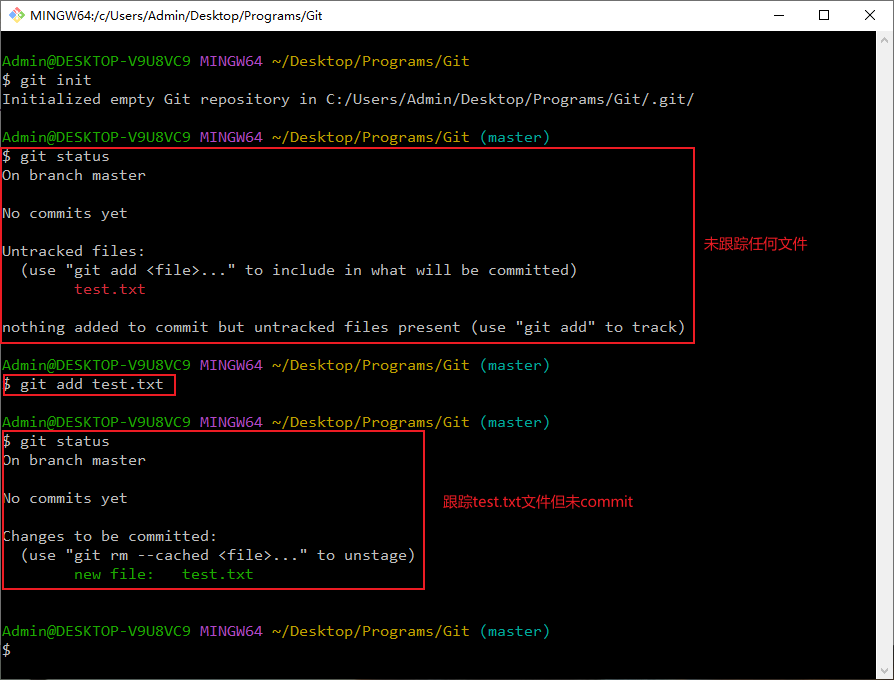 MINGW64:/c/Users/Admin/Desktop/Programs/Git
Admin@DESKTOP-V9U8VC9 MINGW64 ~/Desktop/Programs/Git
$ git init
Initialized empty Git repository in C:/Users/Admin/Desktop/Programs/Git/.git/
Admin@DESKTOP-V9U8VC9 MINGW64 ~/Desktop/Programs/Git (master)
$ git status
On branch master
No commits yet
Untracked files:
(use "git add <file>..." to include in what will be committed)
test.txt
nothing added to commit but untracked files present (use "git add" to track)
未跟踪任何文件
Admin@DESKTOP-V9U8VC9 MINGW64 ~/Desktop/Programs/Git (master)
$ git add test.txt
Admin@DESKTOP-V9U8VC9 MINGW64 ~/Desktop/Programs/Git (master)
$ git status
On branch master
No commits yet
Changes to be committed:
(use "git rm --cached <file>..." to unstage)
new file:   test.txt
跟踪test.txt文件但未commit
Admin@DESKTOP-V9U8VC9 MINGW64 ~/Desktop/Programs/Git (master)
$